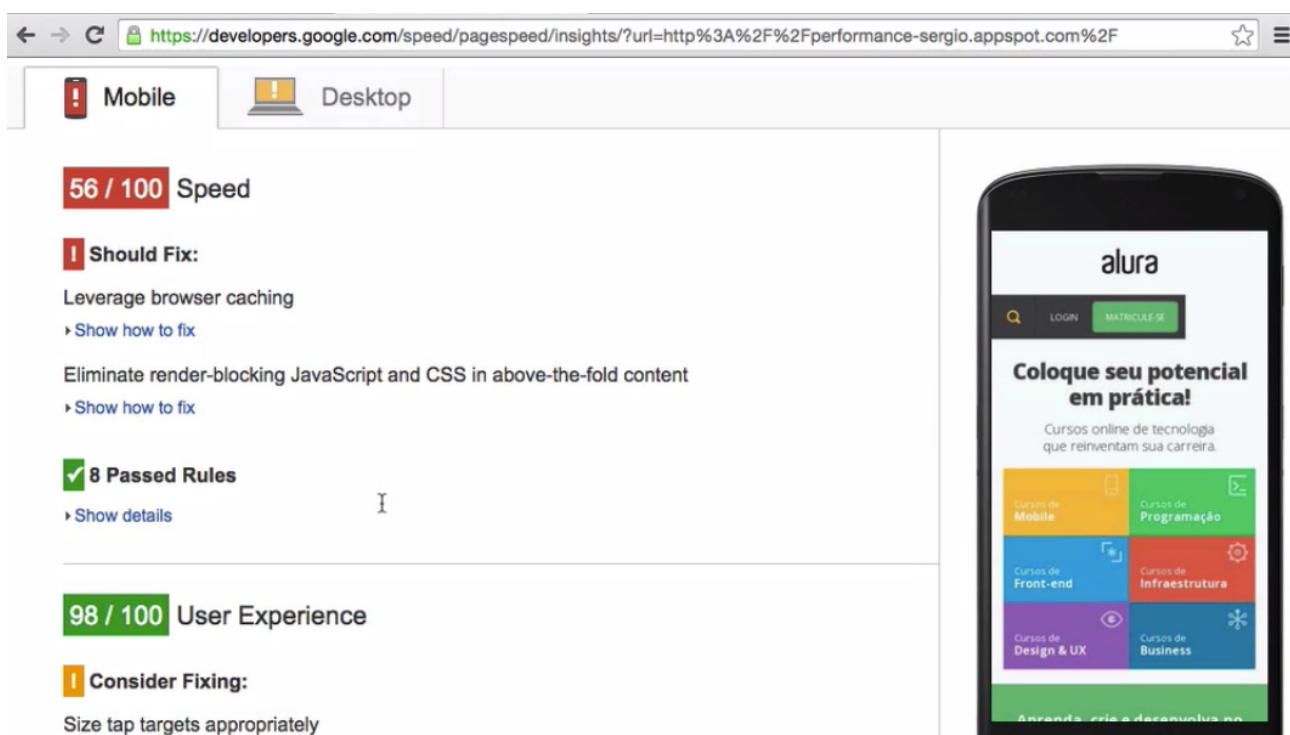 https://developers.google.com/speed/pagespeed/insights/?url=http%3A%2F%2Fperformance-sergio.appspot.com%2F
Mobile
Desktop
56 / 100 Speed
! Should Fix:
Leverage browser caching
Show how to fix
Eliminate render-blocking JavaScript and CSS in above-the-fold content
Show how to fix
8 Passed Rules
Show details
98 / 100 User Experience
! Consider Fixing:
Size tap targets appropriately
alura
LOGIN MATRICULE-SE
Coloque seu potencial
em prática!
Cursos online de tecnologia
que reinventam sua carreira.
Cursos de
Mobile
Cursos de
Programação
Cursos de
Front-end
Cursos de
Infraestrutura
Cursos de
Design & UX
Cursos de
Business
Aprenda, crie e desenvolva no